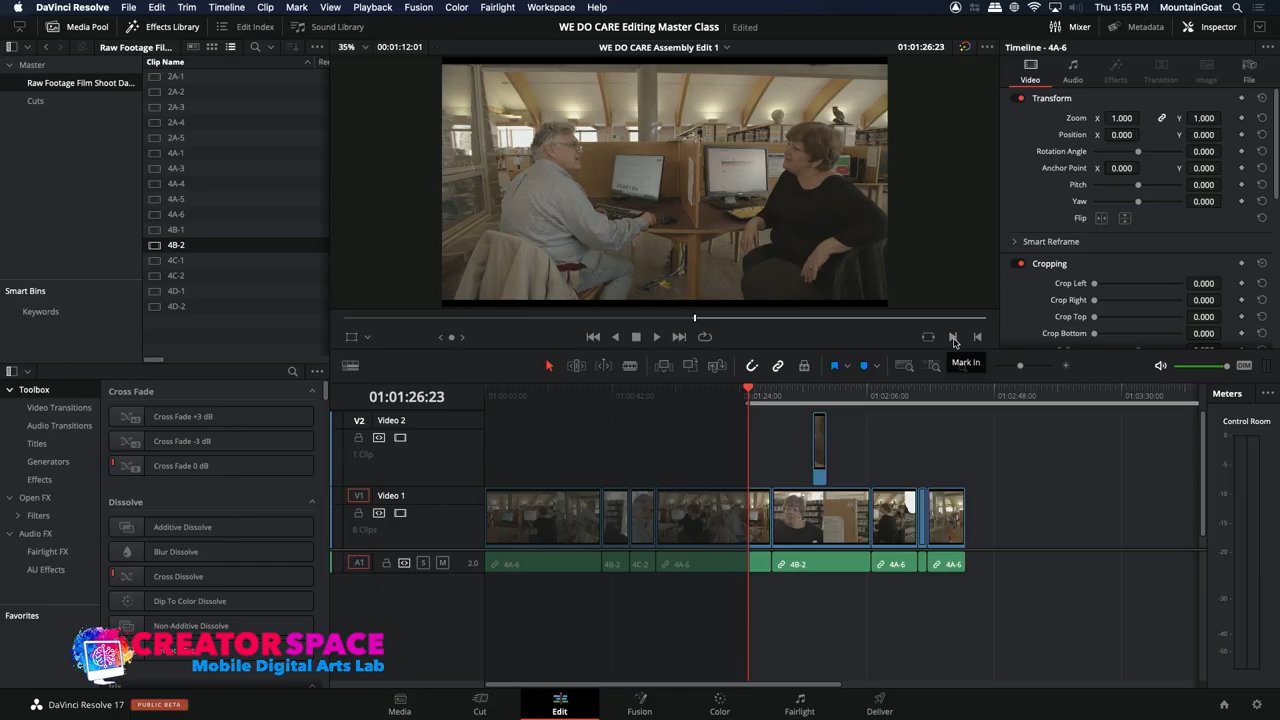 DaVinci Resolve File Edit Trim Timeline Clip Mark View Playback Fusion Color Fairlight Workspace Help Thu 1:55 PM MountainGoat
Media Pool Effects Library Edit Index Sound Library WE DO CARE Editing Master Class Edited Mixer Metadata Inspector
Raw Footage Fil... 35% 00:01:12:01 WE DO CARE Assembly Edit 1 01:01:26:23 Timeline - 4A-6
Master
Raw Footage Film Shoot Da...
Cuts
Clip Name
2A-1
2A-2
2A-3
2A-4
2A-5
4A-1
4A-3
4A-4
4A-5
4A-6
4B-1
4B-2
4C-1
4C-2
4D-1
4D-2
Smart Bins
Keywords
Video Audio Effects Transition Image File
Transform
Zoom X 1.000 Y 1.000
Position X 0.000 Y 0.000
Rotation Angle 0.000
Anchor Point X 0.000 Y 0.000
Pitch 0.000
Yaw 0.000
Flip
Smart Reframe
Cropping
Crop Left 0.000
Crop Right 0.000
Crop Top 0.000
Crop Bottom 0.000
Mark In
DIM
Toolbox
Video Transitions
Audio Transitions
Titles
Generators
Effects
Open FX
Filters
Audio FX
Fairlight FX
AU Effects
Favorites
Cross Fade
Cross Fade +3 dB
Cross Fade -3 dB
Cross Fade 0 dB
Dissolve
Additive Dissolve
Blur Dissolve
Cross Dissolve
Dip To Color Dissolve
Non-Additive Dissolve
01:01:26:23
01:00:00:00 01:00:42:00 01:01:24:00 01:02:06:00 01:02:48:00 01:03:30:00
V2 Video 2
1 Clip
V1 Video 1
8 Clips
A1 S M 2.0
4A-6 4B-2 4C-2 4A-6 4B-2 4A-6 4A-6
Meters
Control Room
0
-5
-10
-15
-20
-30
-40
-50
CREATORSPACE
Mobile Digital Arts Lab
DaVinci Resolve 17 PUBLIC BETA
Media Cut Edit Fusion Color Fairlight Deliver